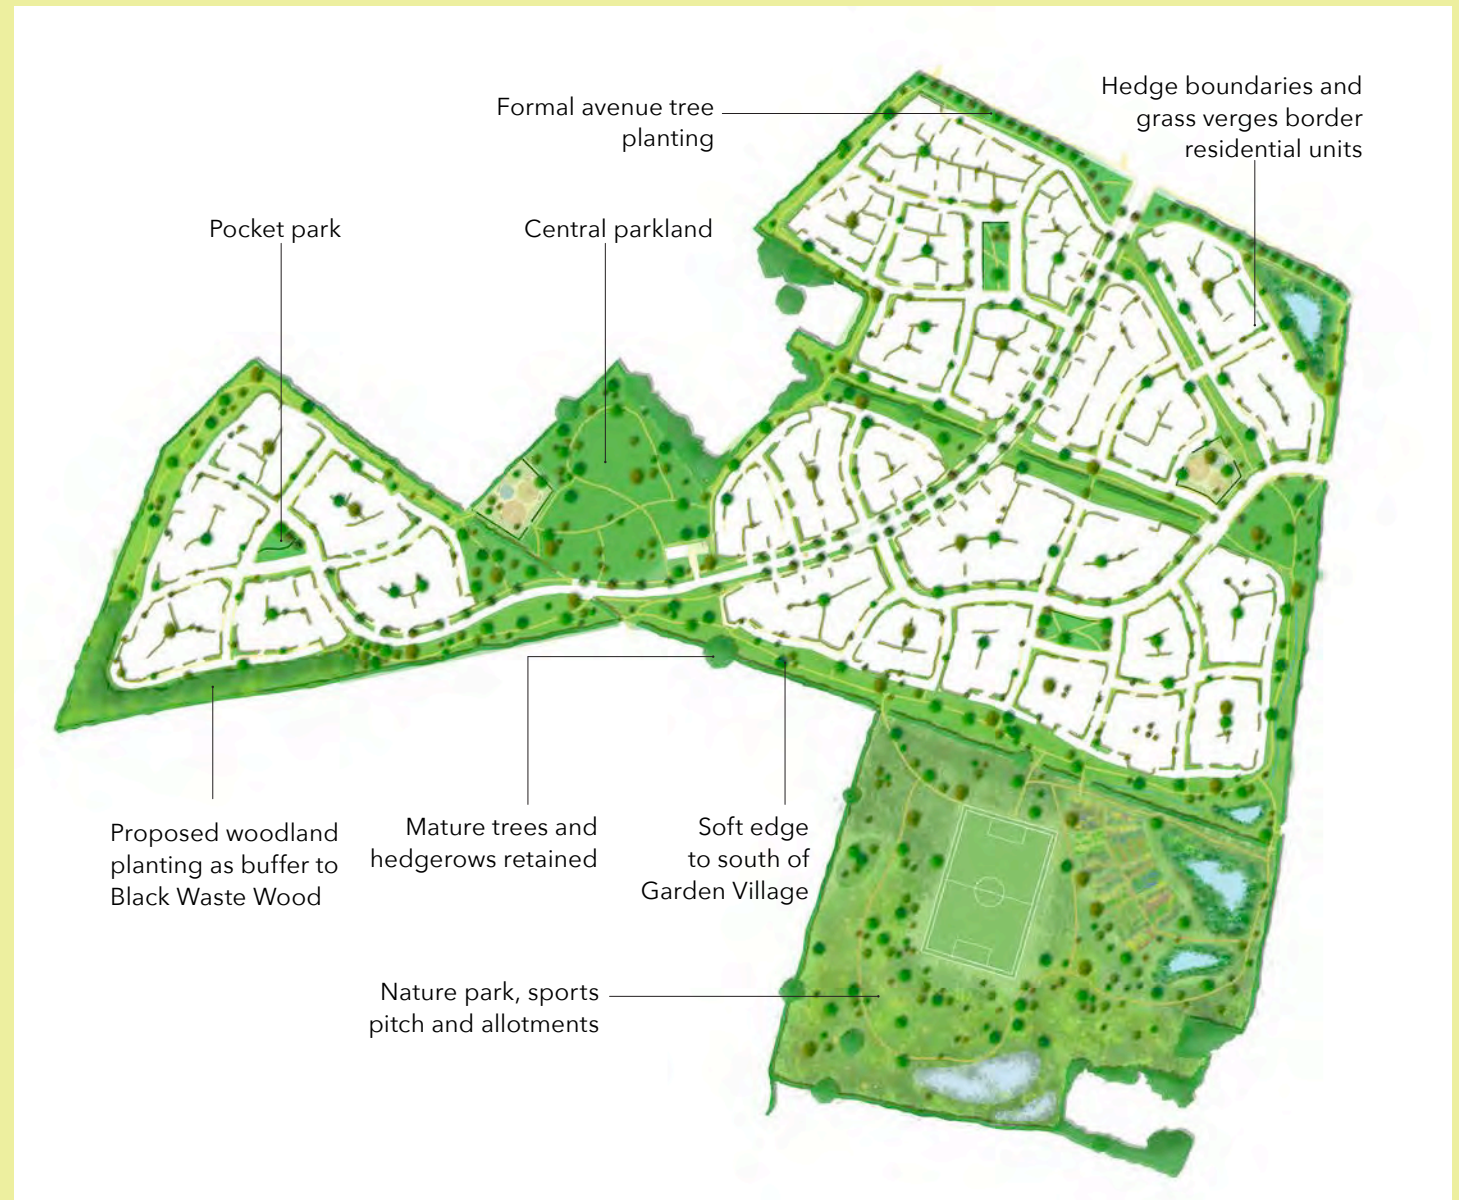 Formal avenue tree
planting
Hedge boundaries and
grass verges border
residential units
Pocket park
Central parkland
Proposed woodland
planting as buffer to
Black Waste Wood
Mature trees and
hedgerows retained
Soft edge
to south of
Garden Village
Nature park, sports
pitch and allotments